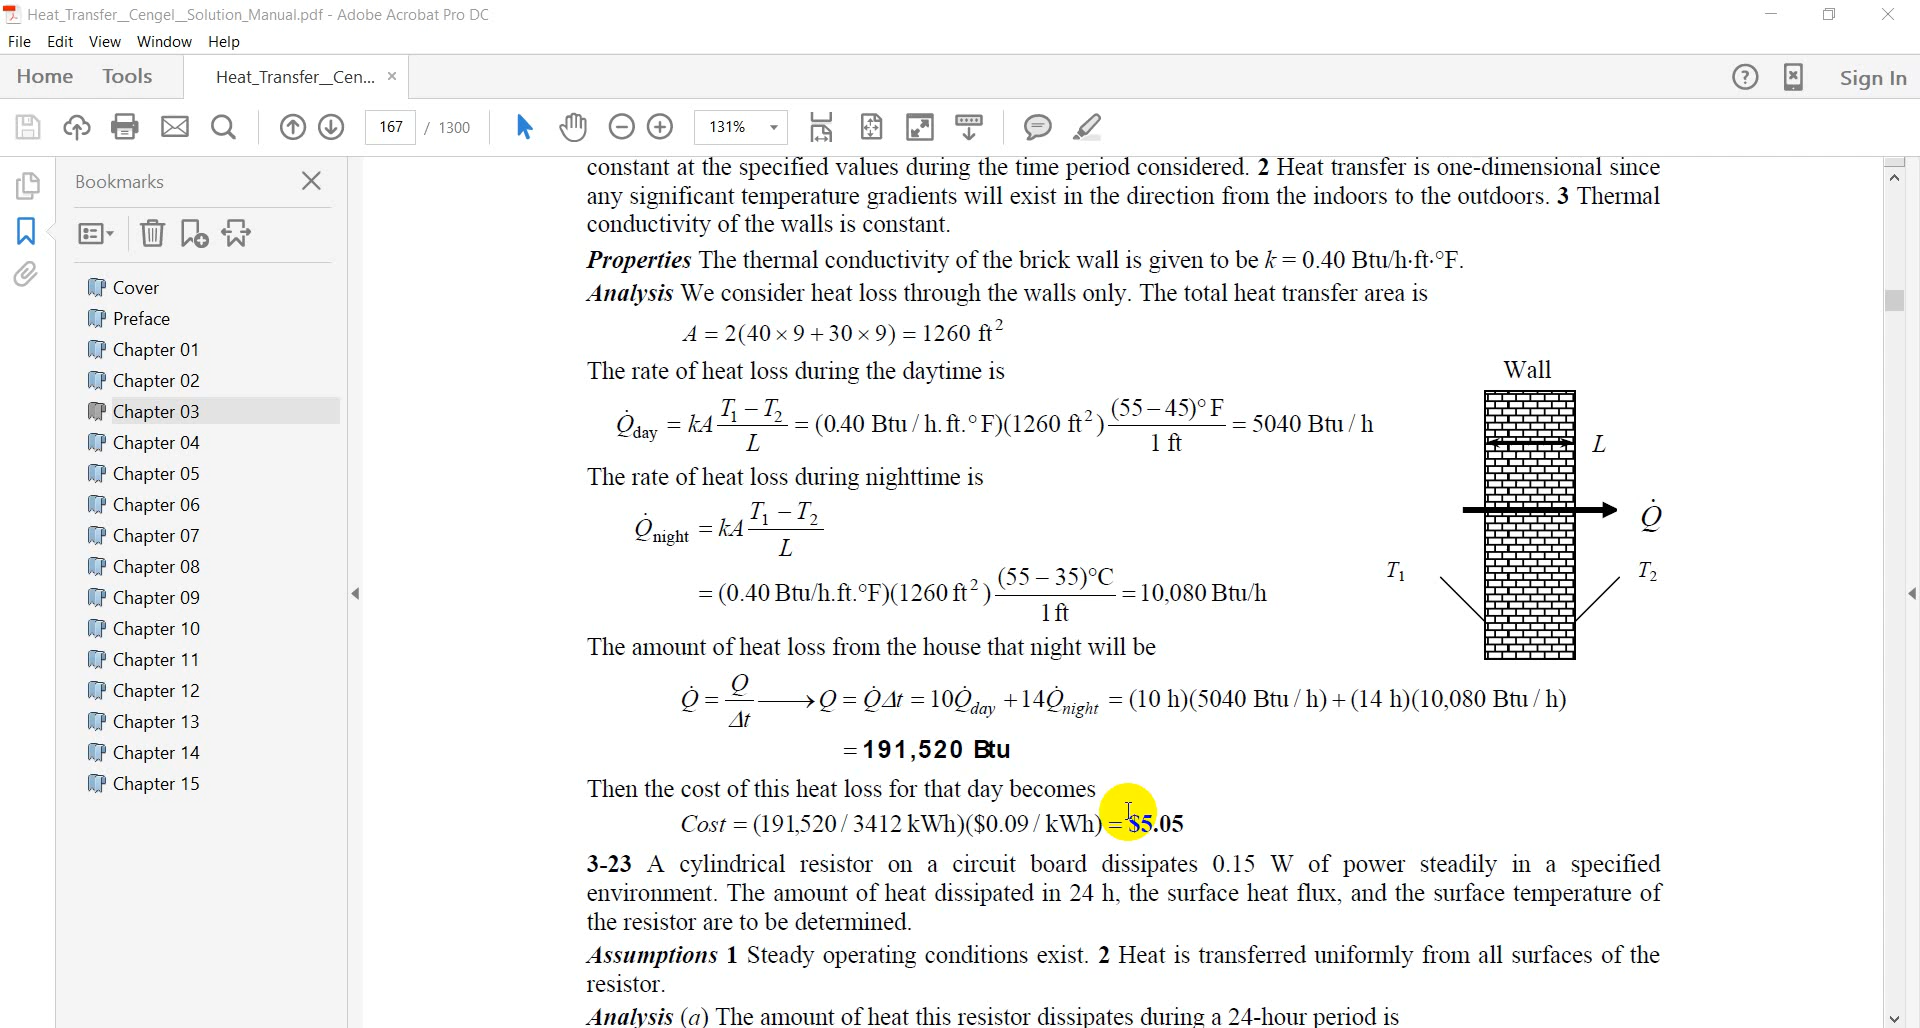 Heat_Transfer__Cengel__Solution_Manual.pdf - Adobe Acrobat Pro DC
File Edit View Window Help
Home Tools Heat_Transfer__Cen... × Sign In
167 / 1300 131%
Bookmarks
Cover
Preface
Chapter 01
Chapter 02
Chapter 03
Chapter 04
Chapter 05
Chapter 06
Chapter 07
Chapter 08
Chapter 09
Chapter 10
Chapter 11
Chapter 12
Chapter 13
Chapter 14
Chapter 15
constant at the specified values during the time period considered. 2 Heat transfer is one-dimensional since
any significant temperature gradients will exist in the direction from the indoors to the outdoors. 3 Thermal
conductivity of the walls is constant.
Properties The thermal conductivity of the brick wall is given to be k = 0.40 Btu/h·ft·°F.
Analysis We consider heat loss through the walls only. The total heat transfer area is
A = 2(40 × 9 + 30 × 9) = 1260 ft²
The rate of heat loss during the daytime is
Q̇day = kA (T₁ − T₂)/L = (0.40 Btu / h.ft.°F)(1260 ft²) (55 − 45)°F / 1 ft = 5040 Btu / h
The rate of heat loss during nighttime is
Q̇night = kA (T₁ − T₂)/L
= (0.40 Btu/h.ft.°F)(1260 ft²) (55 − 35)°C / 1 ft = 10,080 Btu/h
The amount of heat loss from the house that night will be
Q̇ = Q/Δt ⟶ Q = Q̇Δt = 10Q̇day + 14Q̇night = (10 h)(5040 Btu / h) + (14 h)(10,080 Btu / h)
= 191,520 Btu
Then the cost of this heat loss for that day becomes
Cost = (191,520 / 3412 kWh)($0.09 / kWh) = $5.05
Wall
L
Q̇
T₁ T₂
3-23 A cylindrical resistor on a circuit board dissipates 0.15 W of power steadily in a specified
environment. The amount of heat dissipated in 24 h, the surface heat flux, and the surface temperature of
the resistor are to be determined.
Assumptions 1 Steady operating conditions exist. 2 Heat is transferred uniformly from all surfaces of the
resistor.
Analysis (a) The amount of heat this resistor dissipates during a 24-hour period is